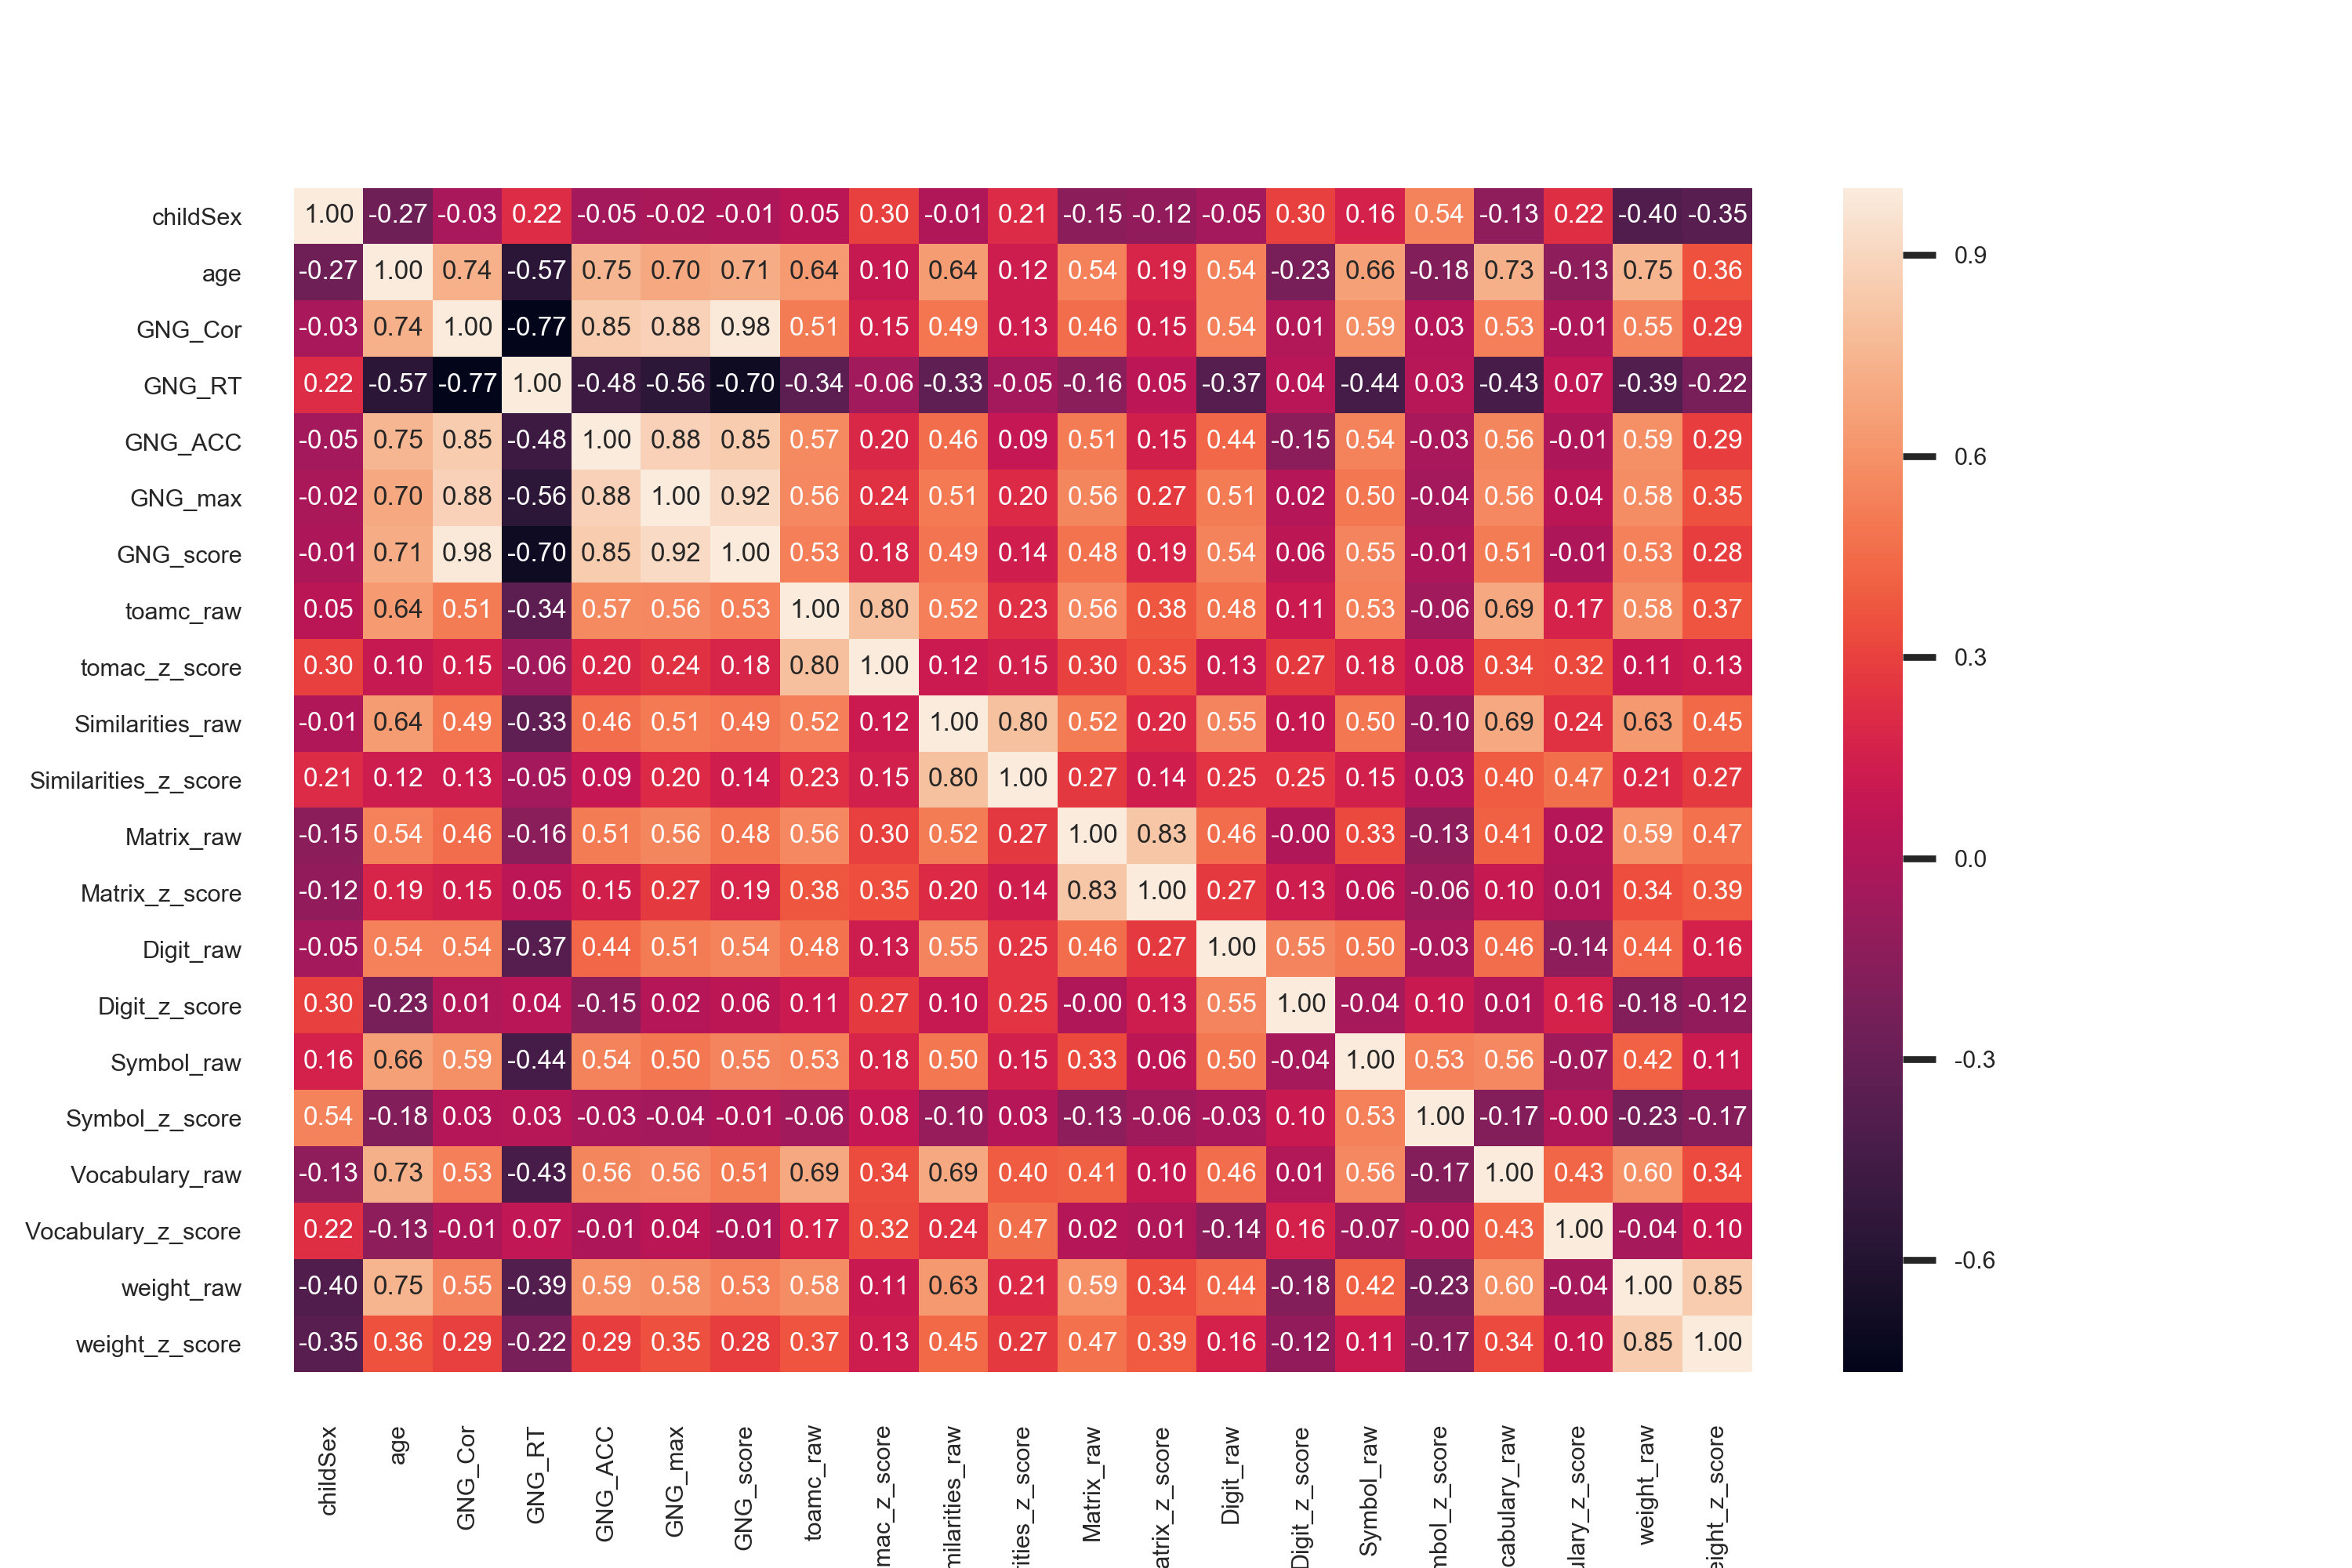 childSex 1.00 -0.27 -0.03 0.22 -0.05 -0.02 -0.01 0.05 0.30 -0.01 0.21 -0.15 -0.12 -0.05 0.30 0.16 0.54 -0.13 0.22 -0.40 -0.35
0.9
age -0.27 1.00 0.74 -0.57 0.75 0.70 0.71 0.64 0.10 0.64 0.12 0.54 0.19 0.54 -0.23 0.66 -0.18 0.73 -0.13 0.75 0.36
GNG_Cor -0.03 0.74 1.00 -0.77 0.85 0.88 0.98 0.51 0.15 0.49 0.13 0.46 0.15 0.54 0.01 0.59 0.03 0.53 -0.01 0.55 0.29
GNG_RT 0.22 -0.57 -0.77 1.00 -0.48 -0.56 -0.70 -0.34 -0.06 -0.33 -0.05 -0.16 0.05 -0.37 0.04 -0.44 0.03 -0.43 0.07 -0.39 -0.22
GNG_ACC -0.05 0.75 0.85 -0.48 1.00 0.88 0.85 0.57 0.20 0.46 0.09 0.51 0.15 0.44 -0.15 0.54 -0.03 0.56 -0.01 0.59 0.29
0.6
GNG_max -0.02 0.70 0.88 -0.56 0.88 1.00 0.92 0.56 0.24 0.51 0.20 0.56 0.27 0.51 0.02 0.50 -0.04 0.56 0.04 0.58 0.35
GNG_score -0.01 0.71 0.98 -0.70 0.85 0.92 1.00 0.53 0.18 0.49 0.14 0.48 0.19 0.54 0.06 0.55 -0.01 0.51 -0.01 0.53 0.28
toamc_raw 0.05 0.64 0.51 -0.34 0.57 0.56 0.53 1.00 0.80 0.52 0.23 0.56 0.38 0.48 0.11 0.53 -0.06 0.69 0.17 0.58 0.37
tomac_z_score 0.30 0.10 0.15 -0.06 0.20 0.24 0.18 0.80 1.00 0.12 0.15 0.30 0.35 0.13 0.27 0.18 0.08 0.34 0.32 0.11 0.13
0.3
Similarities_raw -0.01 0.64 0.49 -0.33 0.46 0.51 0.49 0.52 0.12 1.00 0.80 0.52 0.20 0.55 0.10 0.50 -0.10 0.69 0.24 0.63 0.45
Similarities_z_score 0.21 0.12 0.13 -0.05 0.09 0.20 0.14 0.23 0.15 0.80 1.00 0.27 0.14 0.25 0.25 0.15 0.03 0.40 0.47 0.21 0.27
Matrix_raw -0.15 0.54 0.46 -0.16 0.51 0.56 0.48 0.56 0.30 0.52 0.27 1.00 0.83 0.46 -0.00 0.33 -0.13 0.41 0.02 0.59 0.47
0.0
Matrix_z_score -0.12 0.19 0.15 0.05 0.15 0.27 0.19 0.38 0.35 0.20 0.14 0.83 1.00 0.27 0.13 0.06 -0.06 0.10 0.01 0.34 0.39
Digit_raw -0.05 0.54 0.54 -0.37 0.44 0.51 0.54 0.48 0.13 0.55 0.25 0.46 0.27 1.00 0.55 0.50 -0.03 0.46 -0.14 0.44 0.16
Digit_z_score 0.30 -0.23 0.01 0.04 -0.15 0.02 0.06 0.11 0.27 0.10 0.25 -0.00 0.13 0.55 1.00 -0.04 0.10 0.01 0.16 -0.18 -0.12
Symbol_raw 0.16 0.66 0.59 -0.44 0.54 0.50 0.55 0.53 0.18 0.50 0.15 0.33 0.06 0.50 -0.04 1.00 0.53 0.56 -0.07 0.42 0.11
-0.3
Symbol_z_score 0.54 -0.18 0.03 0.03 -0.03 -0.04 -0.01 -0.06 0.08 -0.10 0.03 -0.13 -0.06 -0.03 0.10 0.53 1.00 -0.17 -0.00 -0.23 -0.17
Vocabulary_raw -0.13 0.73 0.53 -0.43 0.56 0.56 0.51 0.69 0.34 0.69 0.40 0.41 0.10 0.46 0.01 0.56 -0.17 1.00 0.43 0.60 0.34
Vocabulary_z_score 0.22 -0.13 -0.01 0.07 -0.01 0.04 -0.01 0.17 0.32 0.24 0.47 0.02 0.01 -0.14 0.16 -0.07 -0.00 0.43 1.00 -0.04 0.10
-0.6
weight_raw -0.40 0.75 0.55 -0.39 0.59 0.58 0.53 0.58 0.11 0.63 0.21 0.59 0.34 0.44 -0.18 0.42 -0.23 0.60 -0.04 1.00 0.85
weight_z_score -0.35 0.36 0.29 -0.22 0.29 0.35 0.28 0.37 0.13 0.45 0.27 0.47 0.39 0.16 -0.12 0.11 -0.17 0.34 0.10 0.85 1.00
childSex
age
GNG_Cor
GNG_RT
GNG_ACC
GNG_max
GNG_score
toamc_raw
mac_z_score
milarities_raw
rities_z_score
Matrix_raw
atrix_z_score
Digit_raw
Digit_z_score
Symbol_raw
mbol_z_score
cabulary_raw
ulary_z_score
weight_raw
eight_z_score